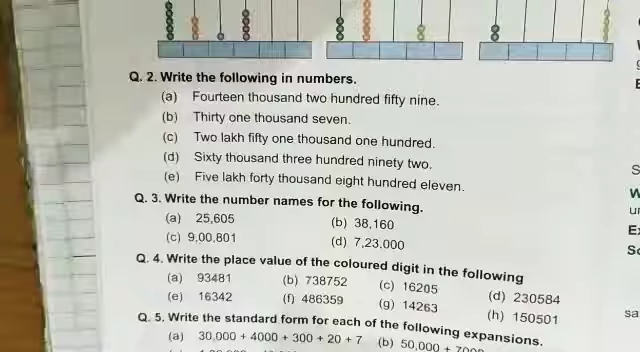 Q. 2. Write the following in numbers.
(a) Fourteen thousand two hundred fifty nine.
(b) Thirty one thousand seven.
(c) Two lakh fifty one thousand one hundred.
(d) Sixty thousand three hundred ninety two.
(e) Five lakh forty thousand eight hundred eleven.
Q. 3. Write the number names for the following.
(a) 25,605 (b) 38,160
(c) 9,00,801 (d) 7,23,000
Q. 4. Write the place value of the coloured digit in the following
(a) 93481 (b) 738752 (c) 16205 (d) 230584
(e) 16342 (f) 486359 (g) 14263 (h) 150501
Q. 5. Write the standard form for each of the following expansions.
(a) 30,000 + 4000 + 300 + 20 + 7 (b) 50,000 + 7000